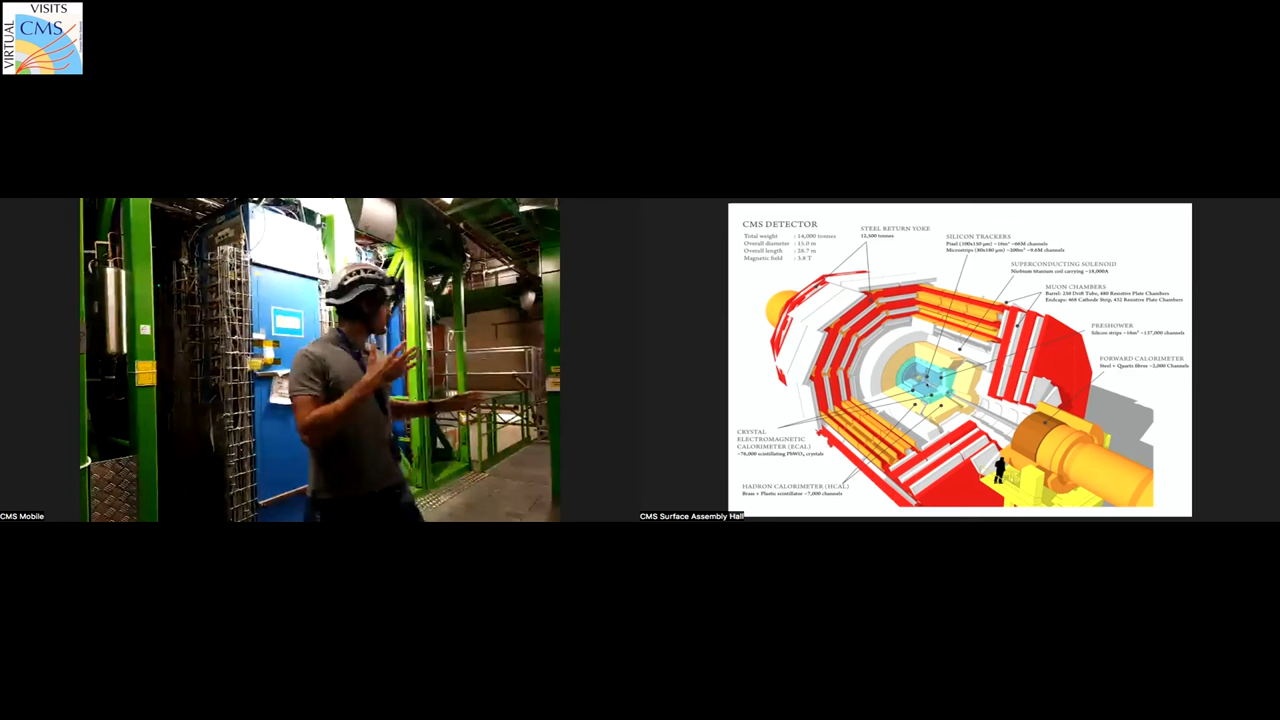 VISITS
CMS
VIRTUAL
CMS DETECTOR
Total weight : 14,000 tonnes
Overall diameter : 15.0 m
Overall length : 28.7 m
Magnetic field : 3.8 T
STEEL RETURN YOKE
12,500 tonnes
SILICON TRACKERS
Pixel (100x150 μm) ~16m² ~66M channels
Microstrips (80x180 μm) ~200m² ~9.6M channels
SUPERCONDUCTING SOLENOID
Niobium titanium coil carrying ~18,000A
MUON CHAMBERS
Barrel: 250 Drift Tube, 480 Resistive Plate Chambers
Endcaps: 468 Cathode Strip, 432 Resistive Plate Chambers
PRESHOWER
Silicon strips ~16m² ~137,000 channels
FORWARD CALORIMETER
Steel + Quartz fibres ~2,000 Channels
CRYSTAL
ELECTROMAGNETIC
CALORIMETER (ECAL)
~76,000 scintillating PbWO₄ crystals
HADRON CALORIMETER (HCAL)
Brass + Plastic scintillator ~7,000 channels
CMS Mobile
CMS Surface Assembly Hall